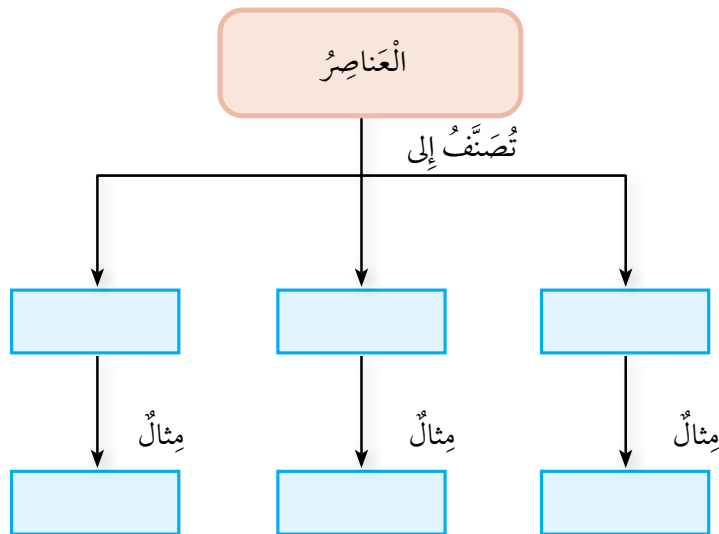 الْعَناصِرُ
تُصَنَّفُ إِلى
مِثالٌ
مِثالٌ
مِثالٌ